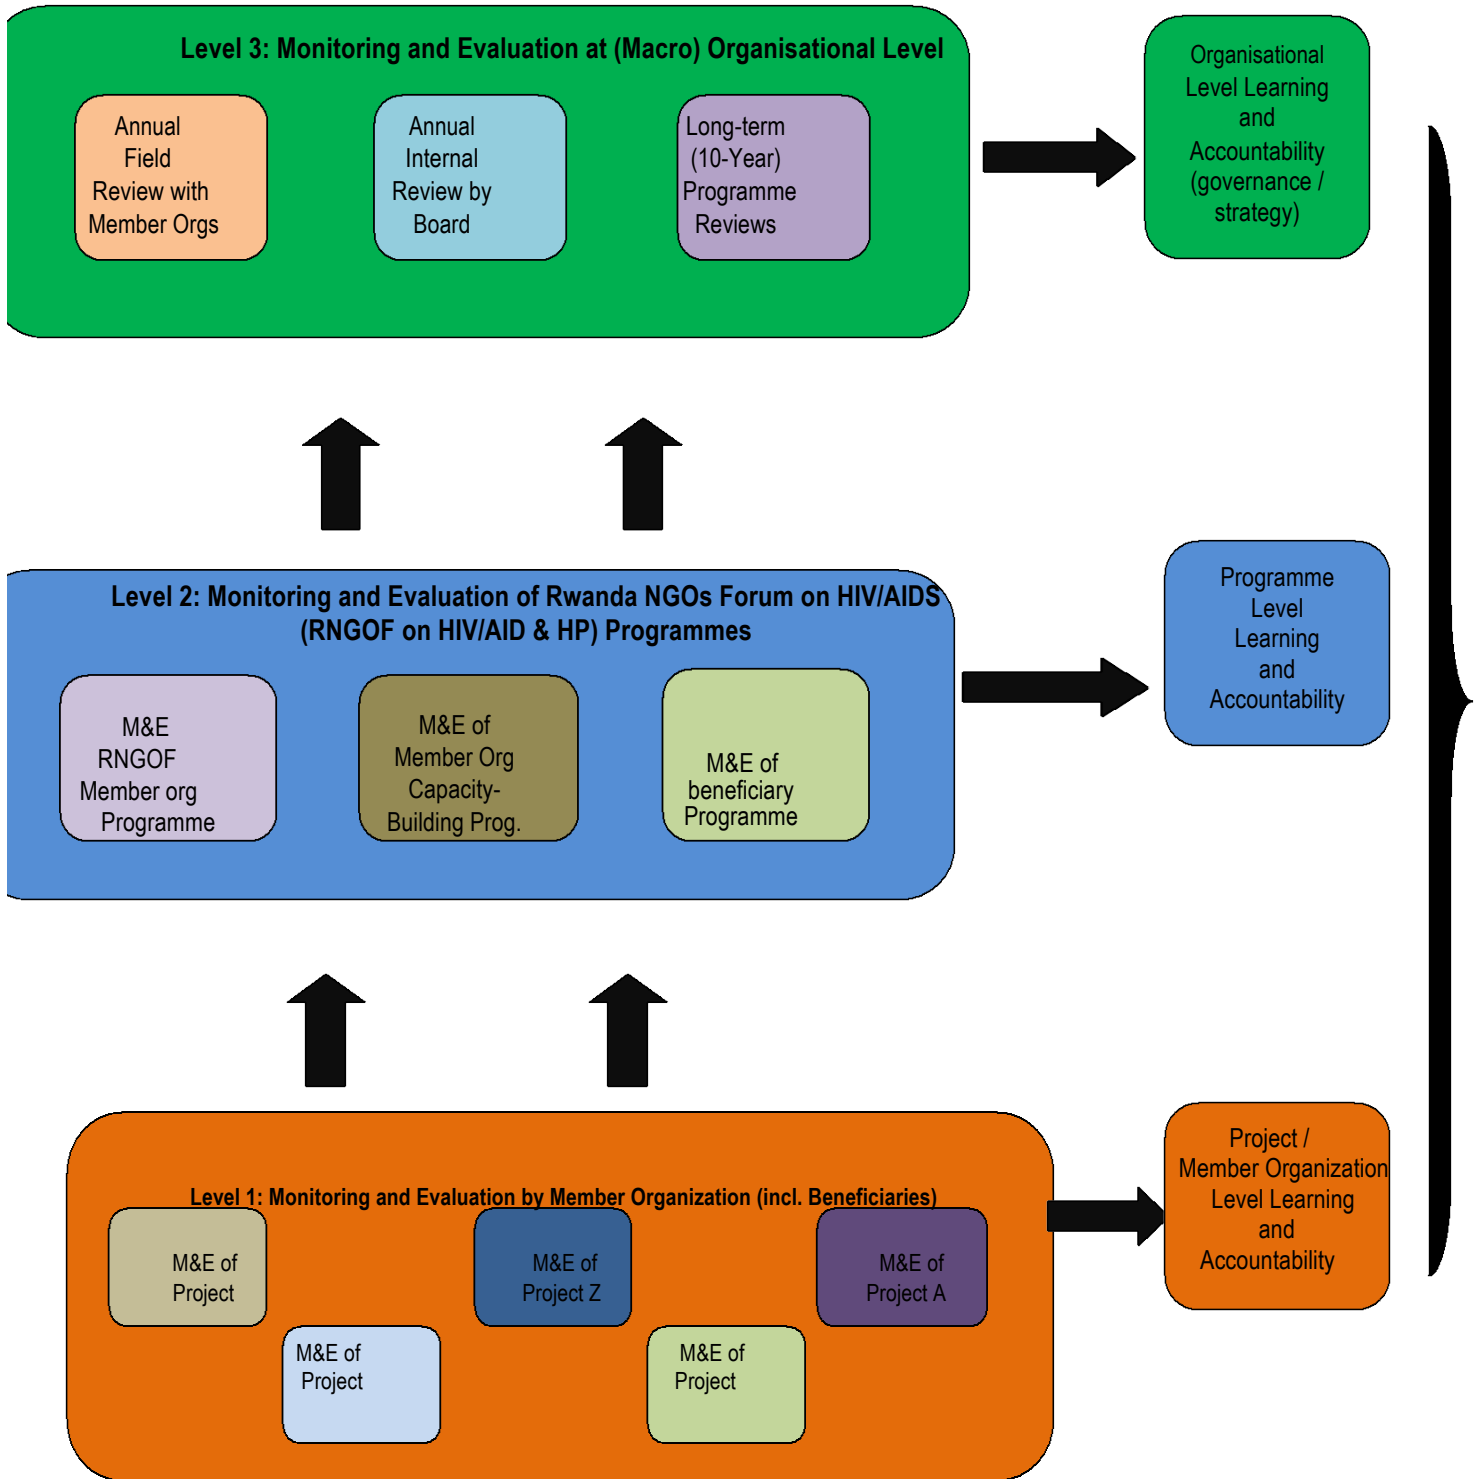 Level 3: Monitoring and Evaluation at (Macro) Organisational Level
Annual
Field
Review with
Member Orgs
Annual
Internal
Review by
Board
Long-term
(10-Year)
Programme
Reviews
Organisational
Level Learning
and
Accountability
(governance /
strategy)
Level 2: Monitoring and Evaluation of Rwanda NGOs Forum on HIV/AIDS
(RNGOF on HIV/AID & HP) Programmes
M&E
RNGOF
Member org
Programme
M&E of
Member Org
Capacity-
Building Prog.
M&E of
beneficiary
Programme
Programme
Level
Learning
and
Accountability
Level 1: Monitoring and Evaluation by Member Organization (incl. Beneficiaries)
M&E of
Project
M&E of
Project Z
M&E of
Project A
M&E of
Project
M&E of
Project
Project /
Member Organization
Level Learning
and
Accountability